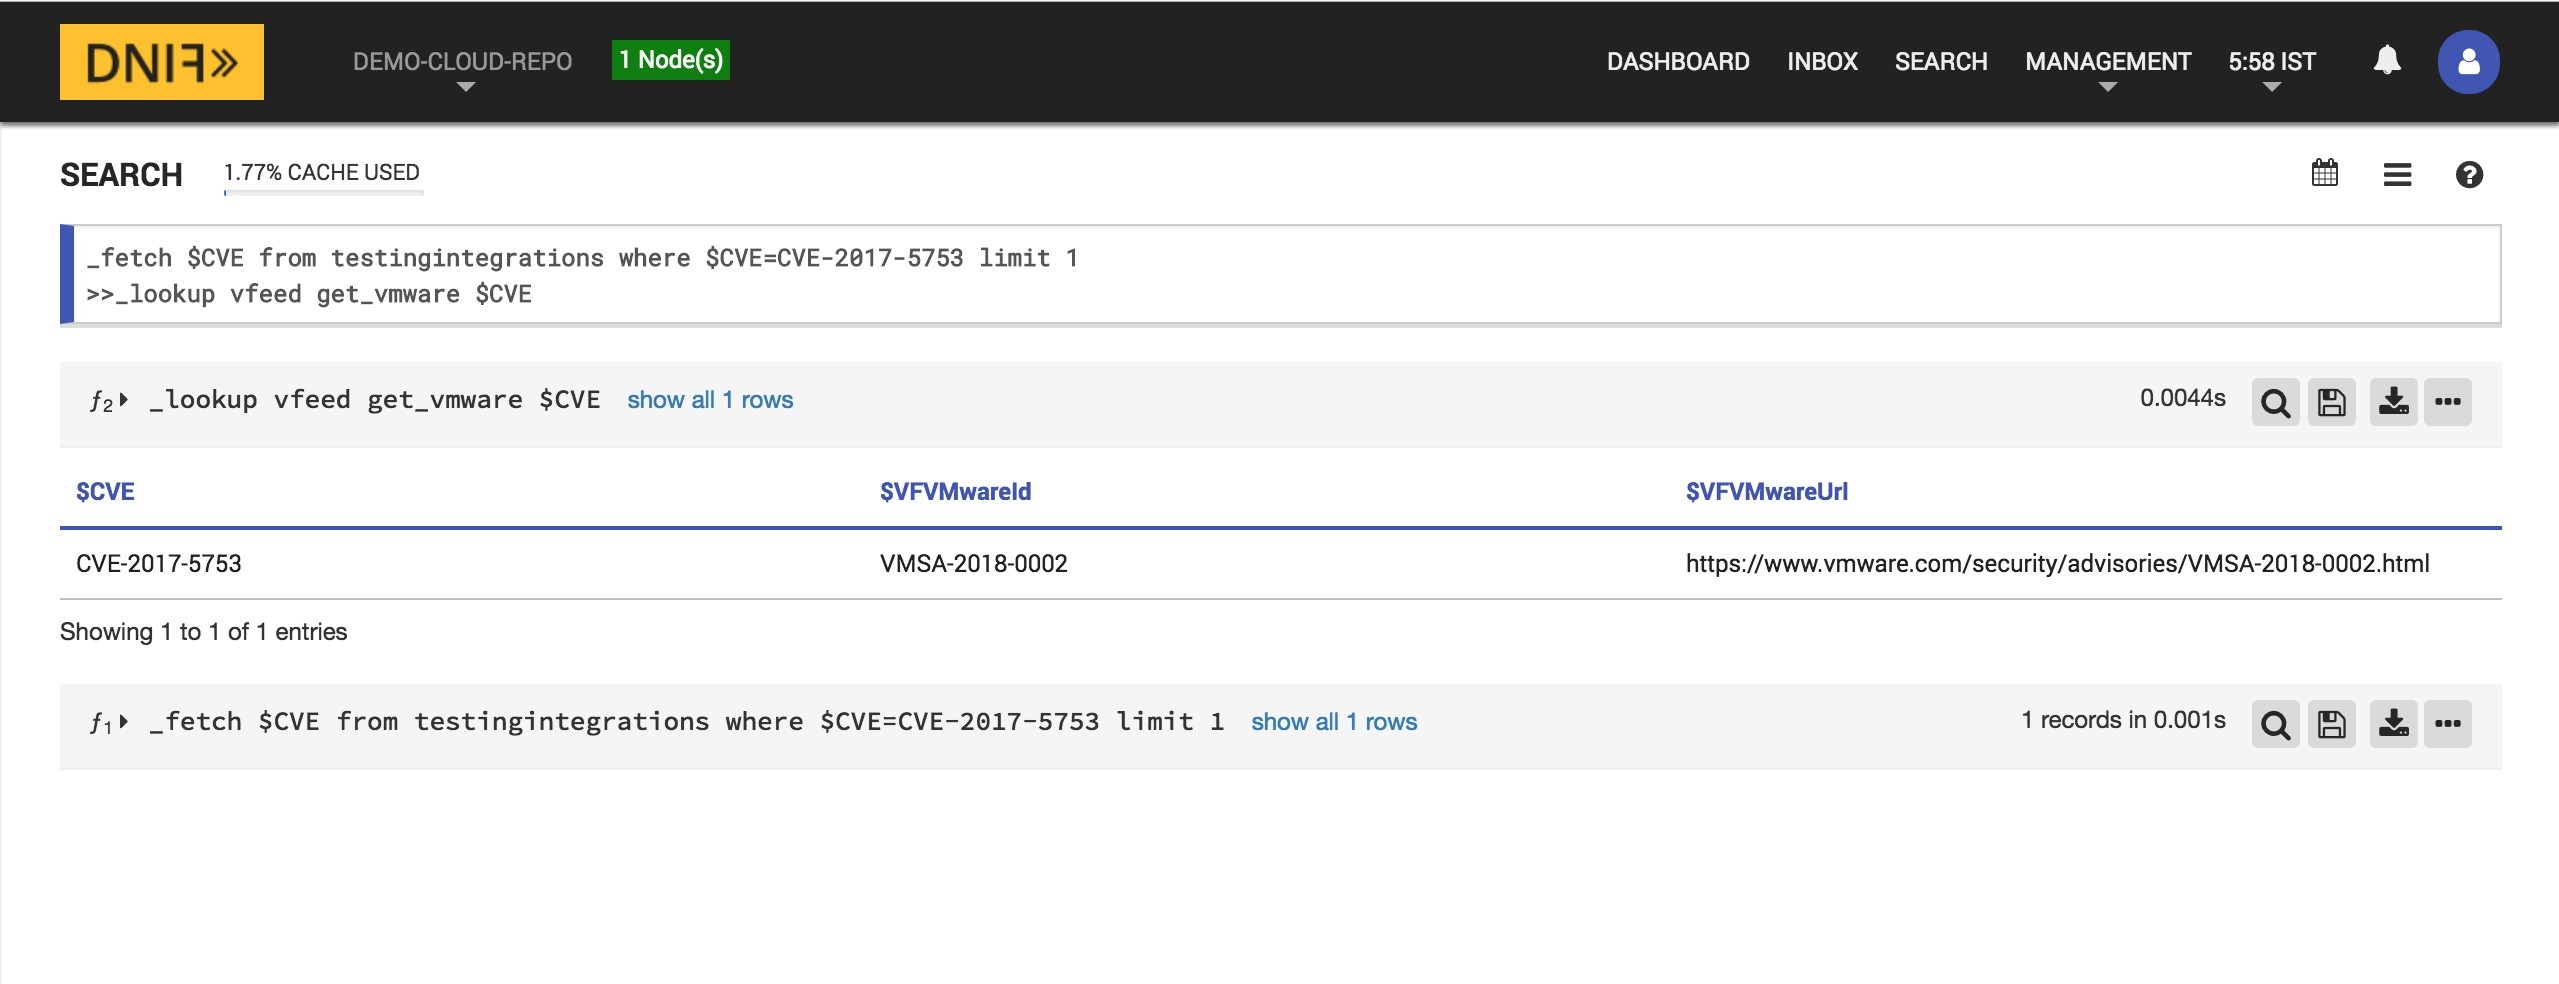 DNIF»
DEMO-CLOUD-REPO
1 Node(s)
DASHBOARD INBOX SEARCH MANAGEMENT 5:58 IST
SEARCH
1.77% CACHE USED
_fetch $CVE from testingintegrations where $CVE=CVE-2017-5753 limit 1
>>_lookup vfeed get_vmware $CVE
f2 _lookup vfeed get_vmware $CVE show all 1 rows 0.0044s
$CVE $VFVMwareId $VFVMwareUrl
CVE-2017-5753 VMSA-2018-0002 https://www.vmware.com/security/advisories/VMSA-2018-0002.html
Showing 1 to 1 of 1 entries
f1 _fetch $CVE from testingintegrations where $CVE=CVE-2017-5753 limit 1 show all 1 rows 1 records in 0.001s